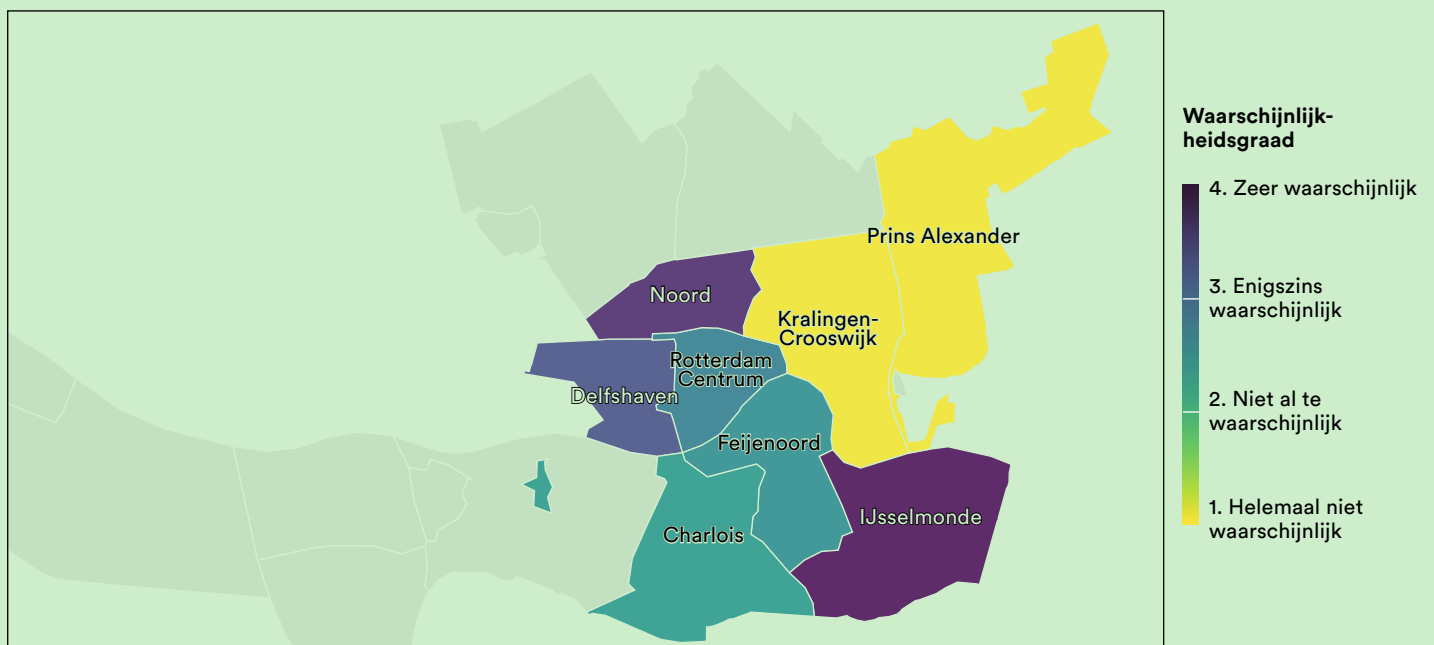 Prins Alexander
Noord
Kralingen-
Crooswijk
Rotterdam
Centrum
Delfshaven
Feijenoord
IJsselmonde
Charlois
Waarschijnlijk-
heidsgraad
4. Zeer waarschijnlijk
3. Enigszins
waarschijnlijk
2. Niet al te
waarschijnlijk
1. Helemaal niet
waarschijnlijk